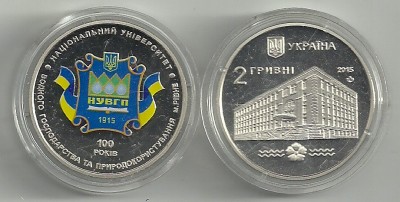 НАЦІОНАЛЬНИЙ УНІВЕРСИТЕТ
ВОДНОГО ГОСПОДАРСТВА ТА ПРИРОДОКОРИСТУВАННЯ
М.РІВНЕ
НУВГП
1915
100
РОКІВ
УКРАЇНА
2 ГРИВНІ
2015